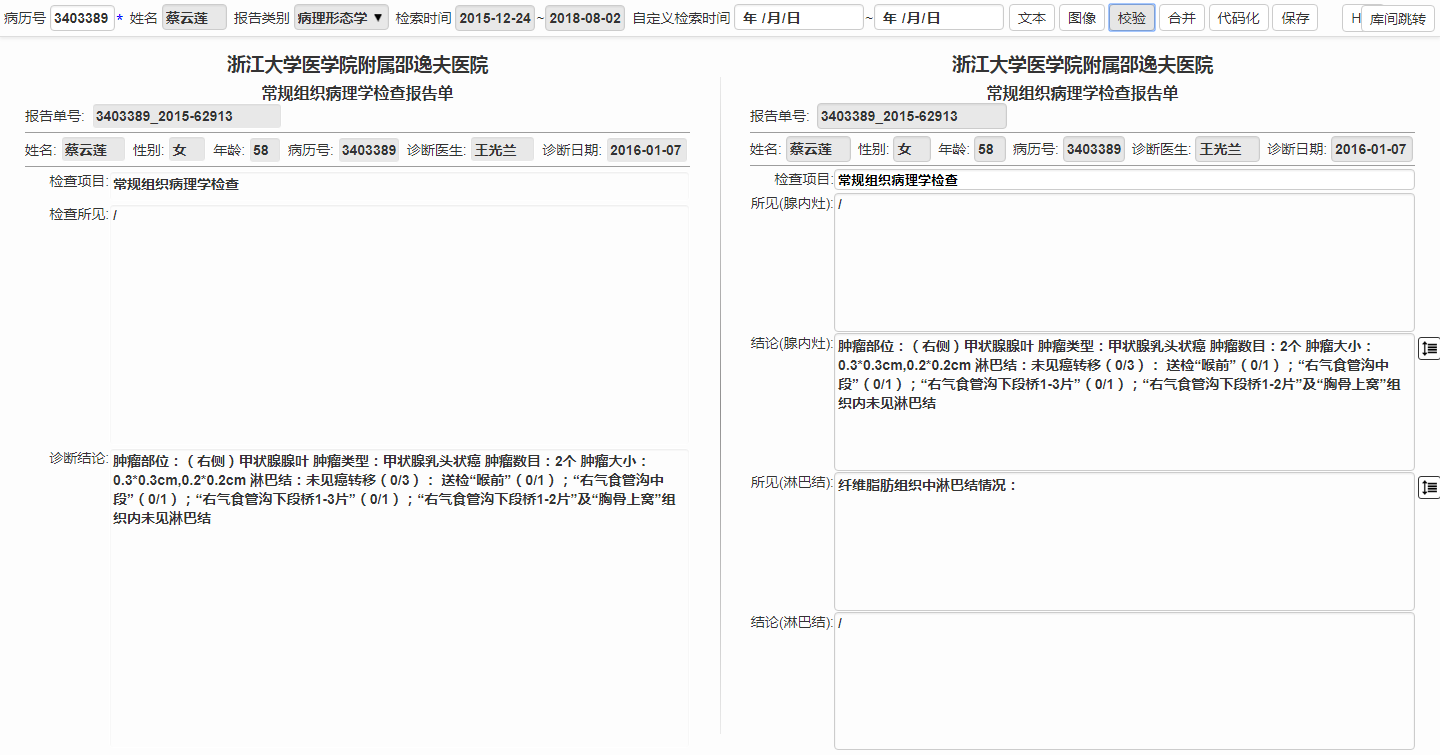 病历号 3403389 * 姓名 蔡云莲 报告类别 病理形态学 ▼ 检索时间 2015-12-24 ~ 2018-08-02 自定义检索时间 年 /月/日 ~ 年 /月/日 文本 图像 校验 合并 代码化 保存 H 库间跳转
浙江大学医学院附属邵逸夫医院
常规组织病理学检查报告单
报告单号: 3403389_2015-62913
姓名: 蔡云莲 性别: 女 年龄: 58 病历号: 3403389 诊断医生: 王光兰 诊断日期: 2016-01-07
检查项目: 常规组织病理学检查
检查所见: /
诊断结论: 肿瘤部位：（右侧）甲状腺腺叶 肿瘤类型：甲状腺乳头状癌 肿瘤数目：2个 肿瘤大小：
0.3*0.3cm,0.2*0.2cm 淋巴结：未见癌转移（0/3）： 送检“喉前”（0/1）；“右气食管沟中
段”（0/1）；“右气食管沟下段桥1-3片”（0/1）；“右气食管沟下段桥1-2片”及“胸骨上窝”组
织内未见淋巴结
浙江大学医学院附属邵逸夫医院
常规组织病理学检查报告单
报告单号: 3403389_2015-62913
姓名: 蔡云莲 性别: 女 年龄: 58 病历号: 3403389 诊断医生: 王光兰 诊断日期: 2016-01-07
检查项目: 常规组织病理学检查
所见(腺内灶): /
结论(腺内灶): 肿瘤部位：（右侧）甲状腺腺叶 肿瘤类型：甲状腺乳头状癌 肿瘤数目：2个 肿瘤大小：
0.3*0.3cm,0.2*0.2cm 淋巴结：未见癌转移（0/3）： 送检“喉前”（0/1）；“右气食管沟中
段”（0/1）；“右气食管沟下段桥1-3片”（0/1）；“右气食管沟下段桥1-2片”及“胸骨上窝”组
织内未见淋巴结
所见(淋巴结): 纤维脂肪组织中淋巴结情况：
结论(淋巴结): /